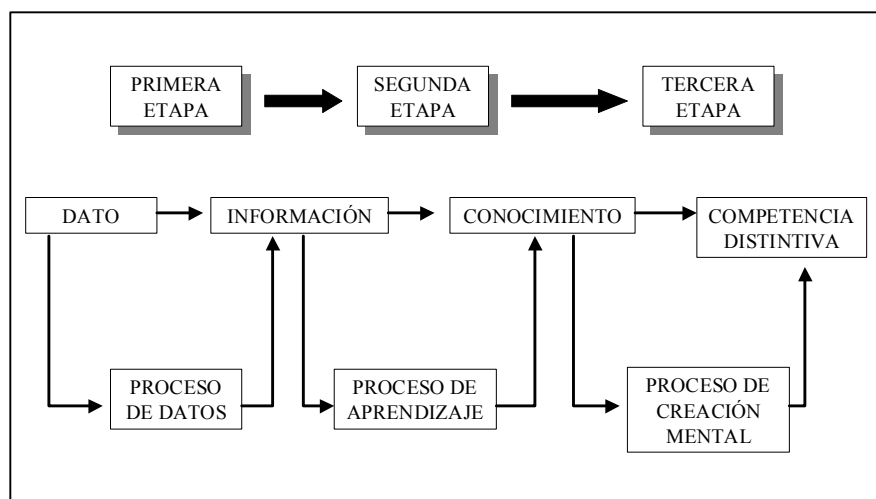 PRIMERA
ETAPA
SEGUNDA
ETAPA
TERCERA
ETAPA
DATO
INFORMACIÓN
CONOCIMIENTO
COMPETENCIA
DISTINTIVA
PROCESO
DE DATOS
PROCESO DE
APRENDIZAJE
PROCESO DE
CREACIÓN
MENTAL